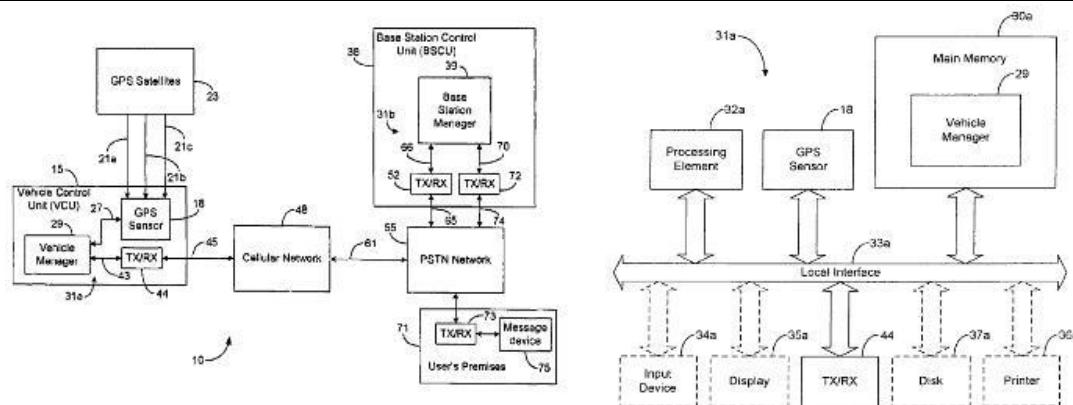 Base Station Control
Unit (BSCU)
38
39
Base
Station
Manager
31b
66
70
52
TX/RX
TX/RX
72
65
74
GPS Satellites
23
21a
21c
21b
15
Vehicle Control
Unit (VCU)
27
GPS
Sensor
18
29
Vehicle
Manager
TX/RX
43
44
31a
45
48
Cellular Network
61
55
PSTN Network
71
73
TX/RX
Message
device
75
User's Premises
10
31a
30a
Main Memory
29
Vehicle
Manager
32a
Processing
Element
18
GPS
Sensor
33a
Local Interface
34a
Input
Device
35a
Display
44
TX/RX
37a
Disk
Printer